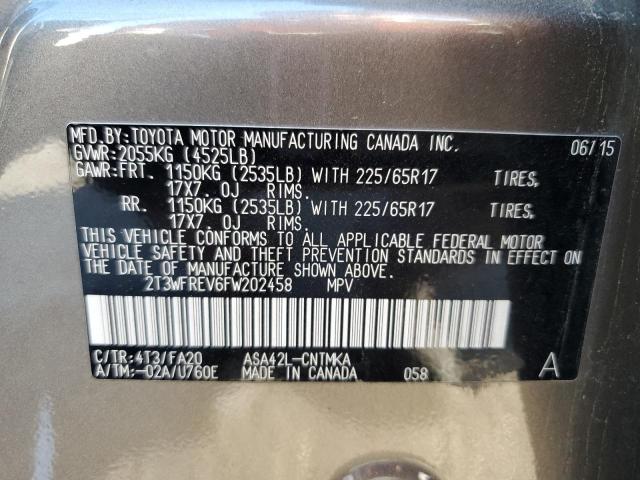 MFD.BY:TOYOTA MOTOR MANUFACTURING CANADA INC. 06/15
GVWR:2055KG (4525LB)
GAWR:FRT. 1150KG (2535LB) WITH 225/65R17 TIRES,
17X7. 0J RIMS.
RR. 1150KG (2535LB) WITH 225/65R17 TIRES,
17X7. 0J RIMS.
THIS VEHICLE CONFORMS TO ALL APPLICABLE FEDERAL MOTOR
VEHICLE SAFETY AND THEFT PREVENTION STANDARDS IN EFFECT ON
THE DATE OF MANUFACTURE SHOWN ABOVE.
2T3WFREV6FW202458 MPV
C/TR:4T3/FA20 ASA42L-CNTMKA
A/TM:-02A/U760E MADE IN CANADA 058 A